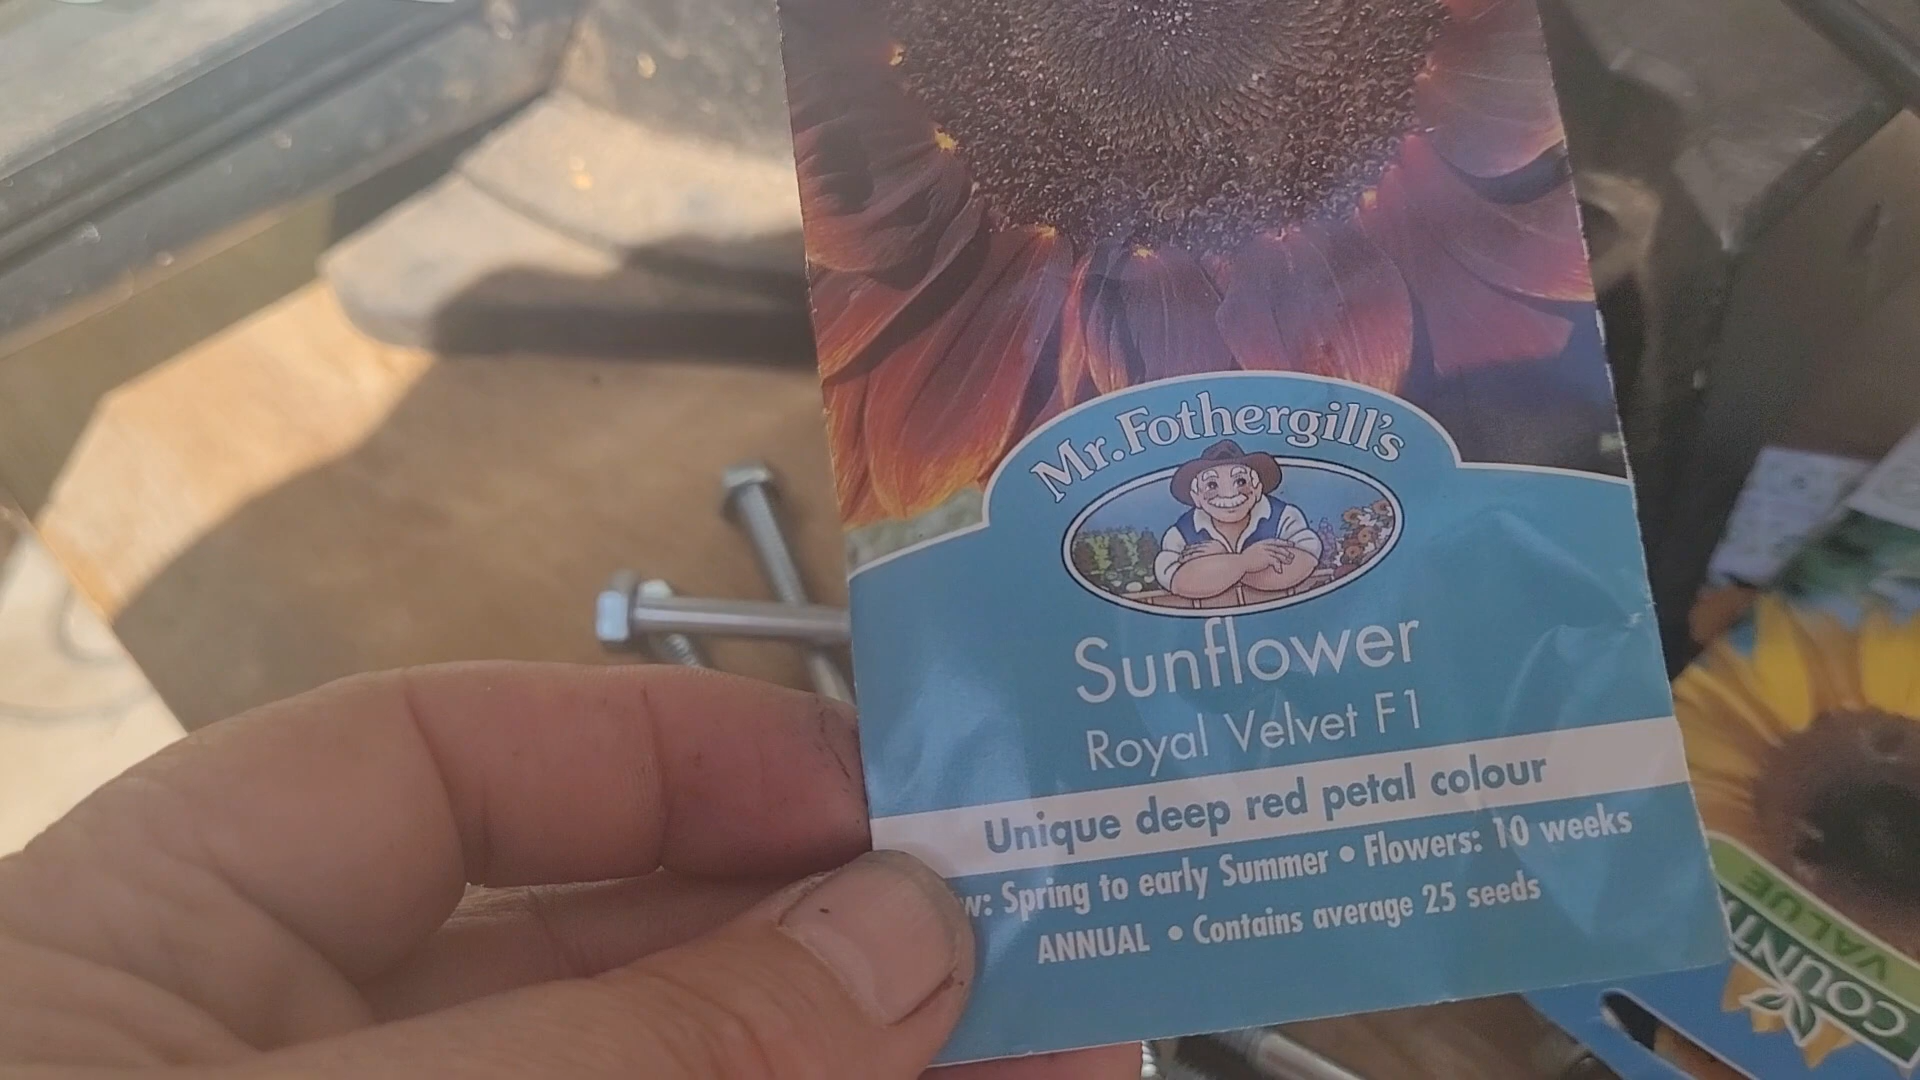 Mr. Fothergill's
Sunflower
Royal Velvet F1
Unique deep red petal colour
w: Spring to early Summer • Flowers: 10 weeks
ANNUAL • Contains average 25 seeds
COUNT
VALUE